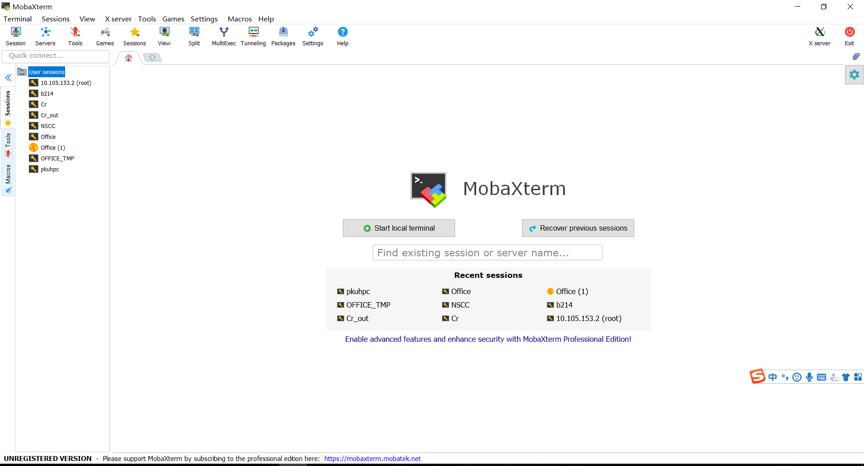 MobaXterm
Terminal Sessions View X server Tools Games Settings Macros Help
Session Servers Tools Games Sessions View Split MultiExec Tunneling Packages Settings Help X server Exit
Quick connect...
User sessions
10.105.153.2 (root)
b214
Cr
Cr_out
NSCC
Office
Office (1)
OFFICE_TMP
pkuhpc
Sessions
Tools
Macros
MobaXterm
Start local terminal Recover previous sessions
Find existing session or server name...
Recent sessions
pkuhpc Office Office (1)
OFFICE_TMP NSCC b214
Cr_out Cr 10.105.153.2 (root)
Enable advanced features and enhance security with MobaXterm Professional Edition!
中
UNREGISTERED VERSION - Please support MobaXterm by subscribing to the professional edition here: https://mobaxterm.mobatek.net